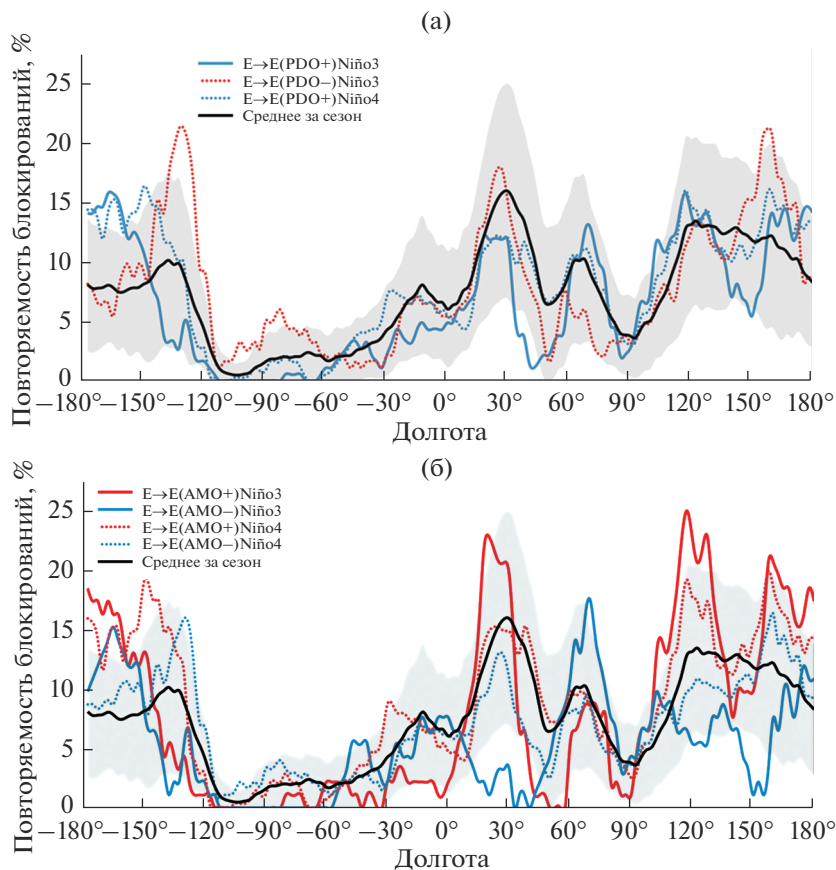 (а)
Повторяемость блокирований, %
25
20
15
10
5
0
E→E(PDO+)Niño3
E→E(PDO−)Niño3
E→E(PDO+)Niño4
Среднее за сезон
−180° −150° −120° −90° −60° −30° 0° 30° 60° 90° 120° 150° 180°
Долгота
(б)
Повторяемость блокирований, %
25
20
15
10
5
0
E→E(AMO+)Niño3
E→E(AMO−)Niño3
E→E(AMO+)Niño4
E→E(AMO−)Niño4
Среднее за сезон
−180° −150° −120° −90° −60° −30° 0° 30° 60° 90° 120° 150° 180°
Долгота